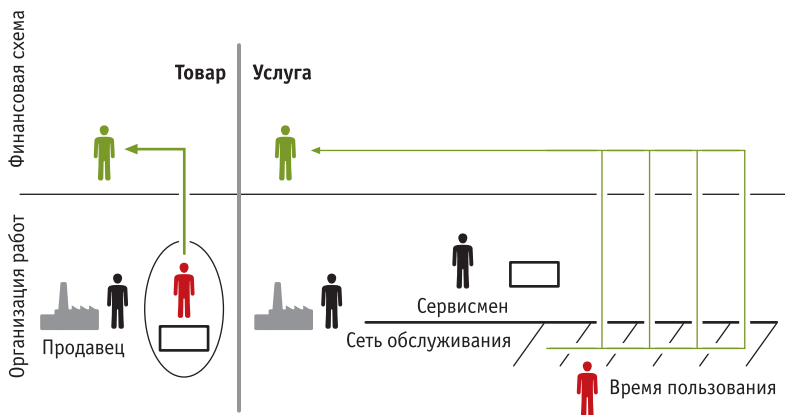 Финансовая схема
Товар
Услуга
Организация работ
Продавец
Сервисмен
Сеть обслуживания
Время пользования